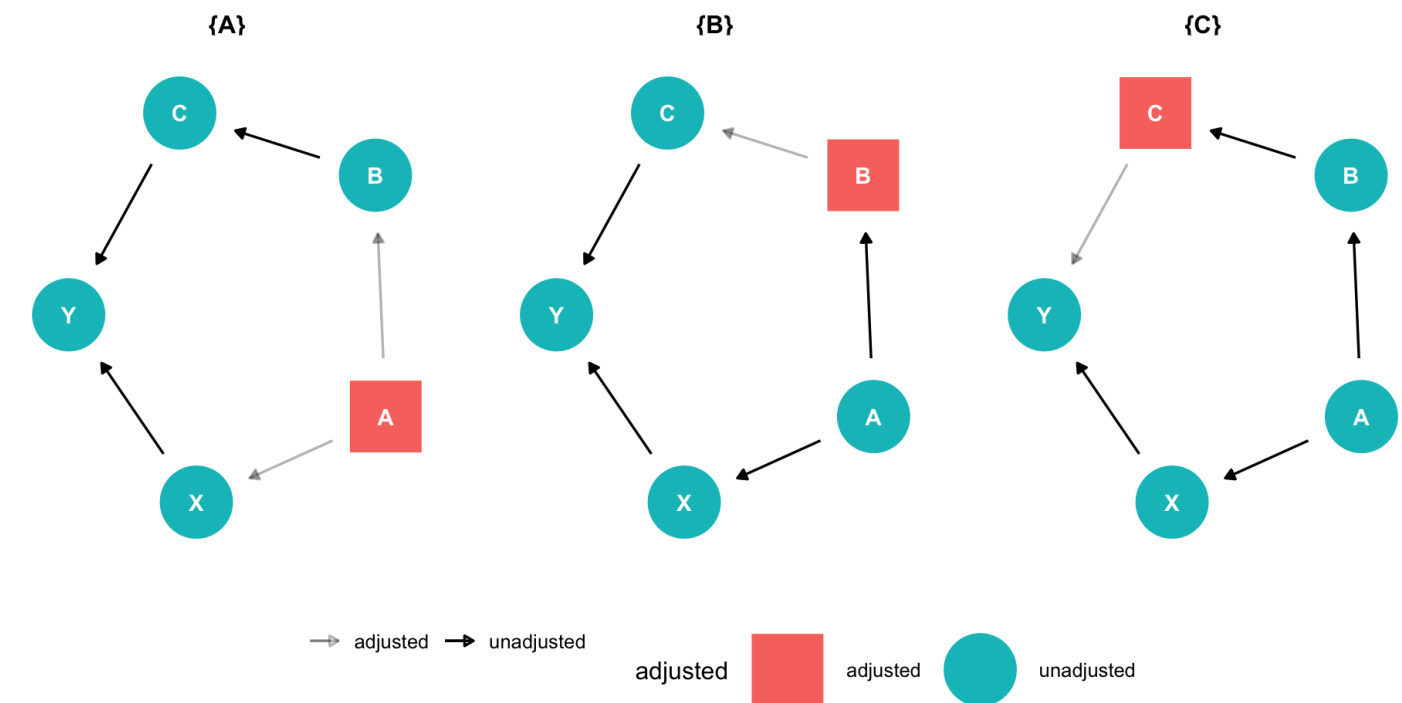 {A} {B} {C}
C C C
B B B
Y Y Y
A A A
X X X
adjusted unadjusted
adjusted adjusted unadjusted